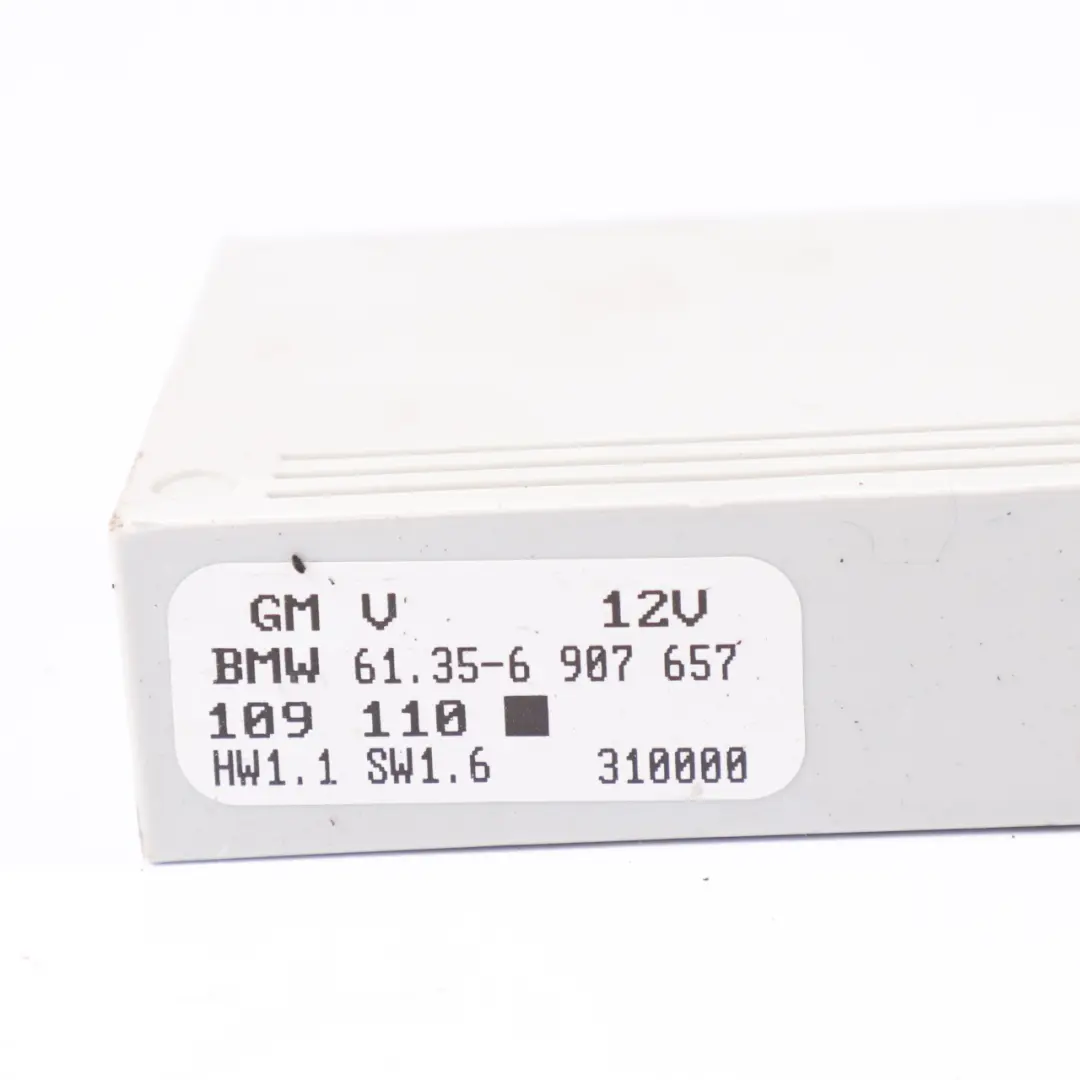 GM V 12V
BMW 61.35-6 907 657
109 110 ■
HW1.1 SW1.6 310000